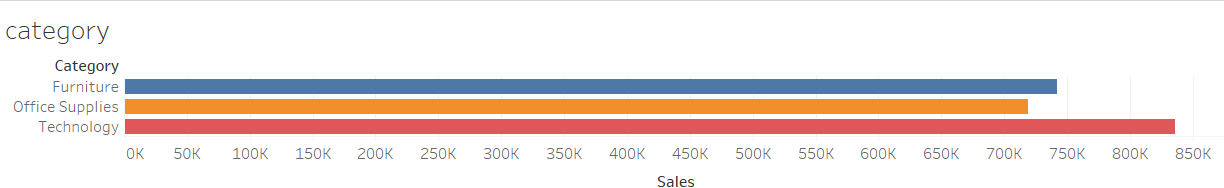 category
Category
Furniture
Office Supplies
Technology
0K 50K 100K 150K 200K 250K 300K 350K 400K 450K 500K 550K 600K 650K 700K 750K 800K 850K
Sales